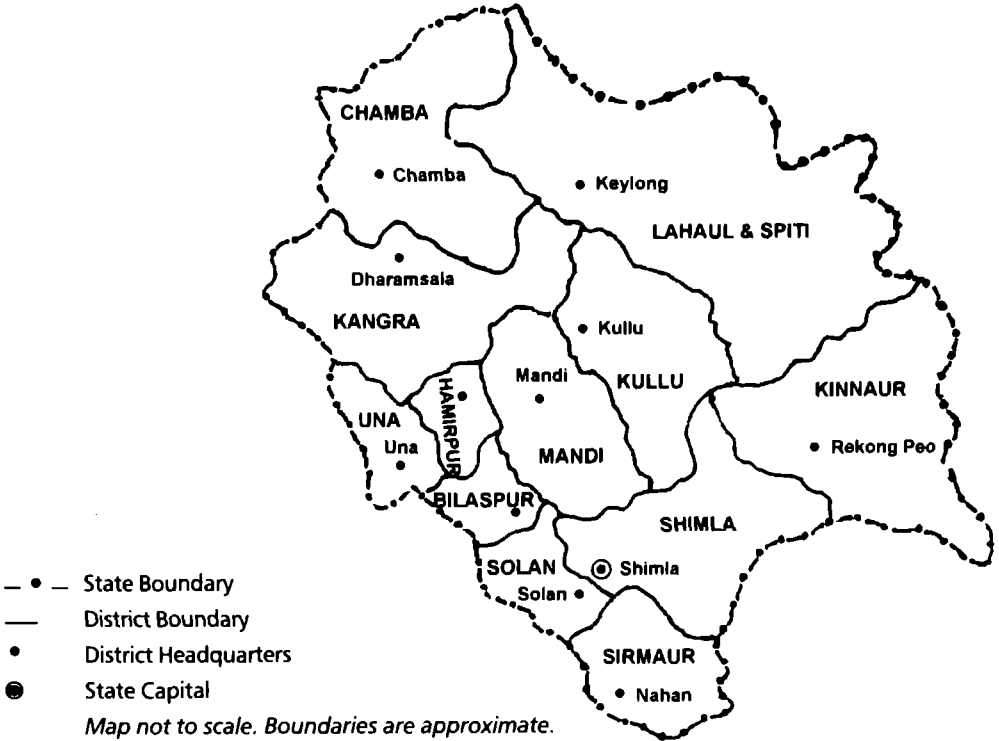 CHAMBA
Chamba
Keylong
LAHAUL & SPITI
Dharamsala
KANGRA
Kullu
KULLU
Mandi
MANDI
KINNAUR
Rekong Peo
HAMIRPUR
UNA
Una
BILASPUR
SHIMLA
Shimla
SOLAN
Solan
SIRMAUR
Nahan
State Boundary
District Boundary
District Headquarters
State Capital
Map not to scale. Boundaries are approximate.